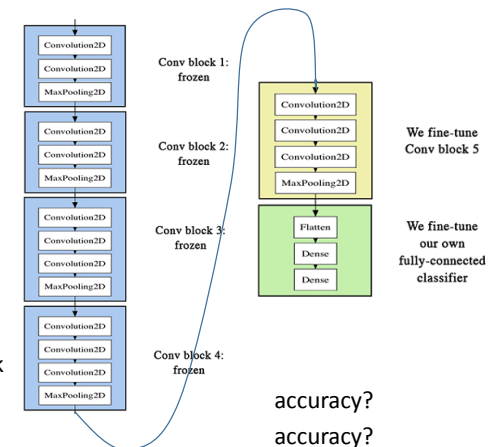 Convolution2D
Convolution2D
MaxPooling2D
Conv block 1:
frozen
Convolution2D
Convolution2D
MaxPooling2D
Conv block 2:
frozen
Convolution2D
Convolution2D
Convolution2D
MaxPooling2D
Conv block 3:
frozen
Convolution2D
Convolution2D
Convolution2D
MaxPooling2D
Conv block 4:
frozen
Convolution2D
Convolution2D
Convolution2D
MaxPooling2D
We fine-tune
Conv block 5
Flatten
Dense
Dense
We fine-tune
our own
fully-connected
classifier
accuracy?
accuracy?